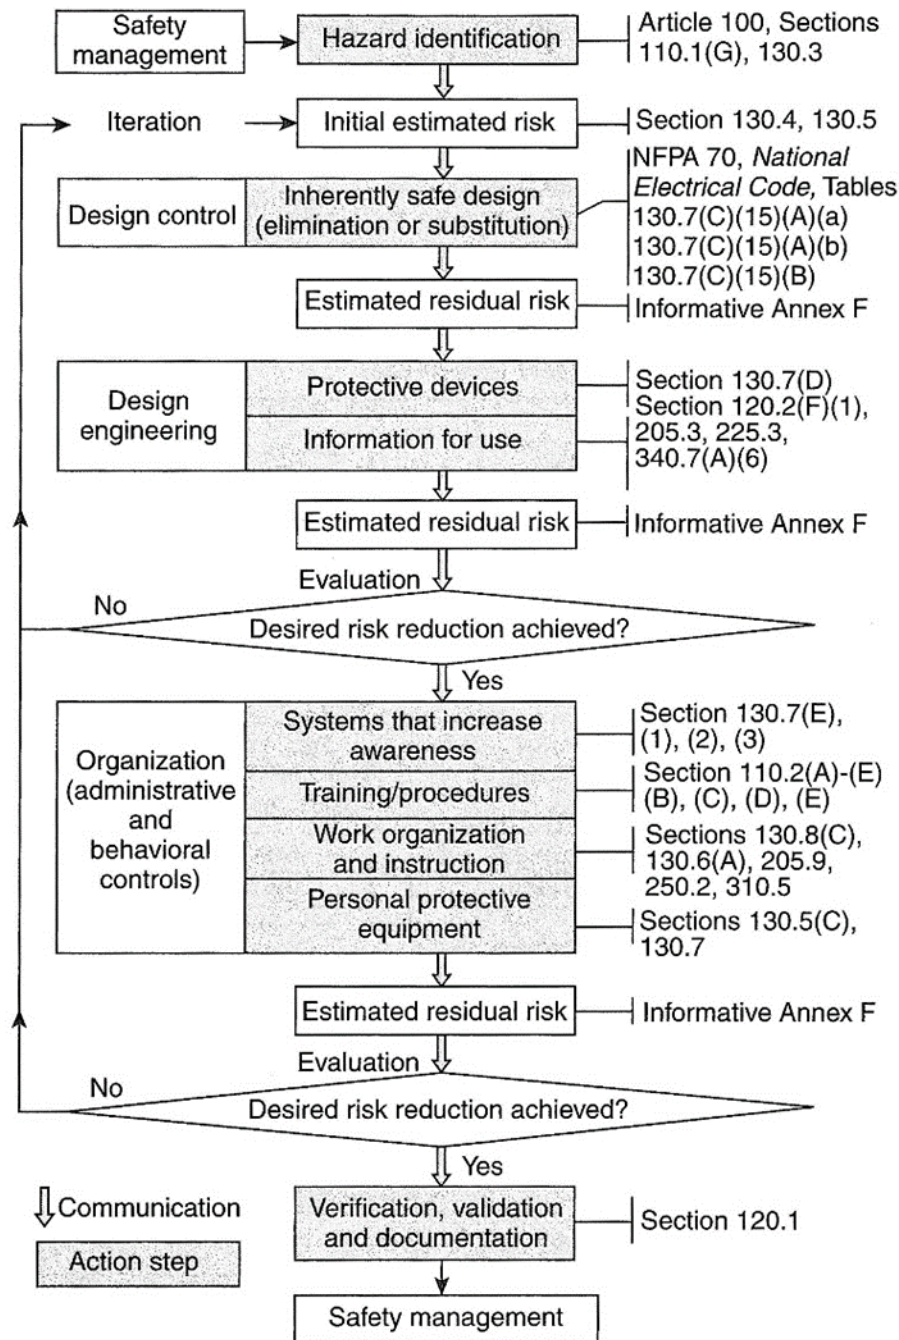 Safety
management
Hazard identification
Article 100, Sections
110.1(G), 130.3
Iteration
Initial estimated risk
Section 130.4, 130.5
Design control
Inherently safe design
(elimination or substitution)
NFPA 70, National
Electrical Code, Tables
130.7(C)(15)(A)(a)
130.7(C)(15)(A)(b)
130.7(C)(15)(B)
Estimated residual risk
Informative Annex F
Design
engineering
Protective devices
Section 130.7(D)
Information for use
Section 120.2(F)(1),
205.3, 225.3,
340.7(A)(6)
Estimated residual risk
Informative Annex F
Evaluation
No
Desired risk reduction achieved?
Yes
Organization
(administrative
and
behavioral
controls)
Systems that increase
awareness
Section 130.7(E),
(1), (2), (3)
Training/procedures
Section 110.2(A)-(E)
(B), (C), (D), (E)
Work organization
and instruction
Sections 130.8(C),
130.6(A), 205.9,
250.2, 310.5
Personal protective
equipment
Sections 130.5(C),
130.7
Estimated residual risk
Informative Annex F
Evaluation
No
Desired risk reduction achieved?
Yes
Communication
Action step
Verification, validation
and documentation
Section 120.1
Safety management